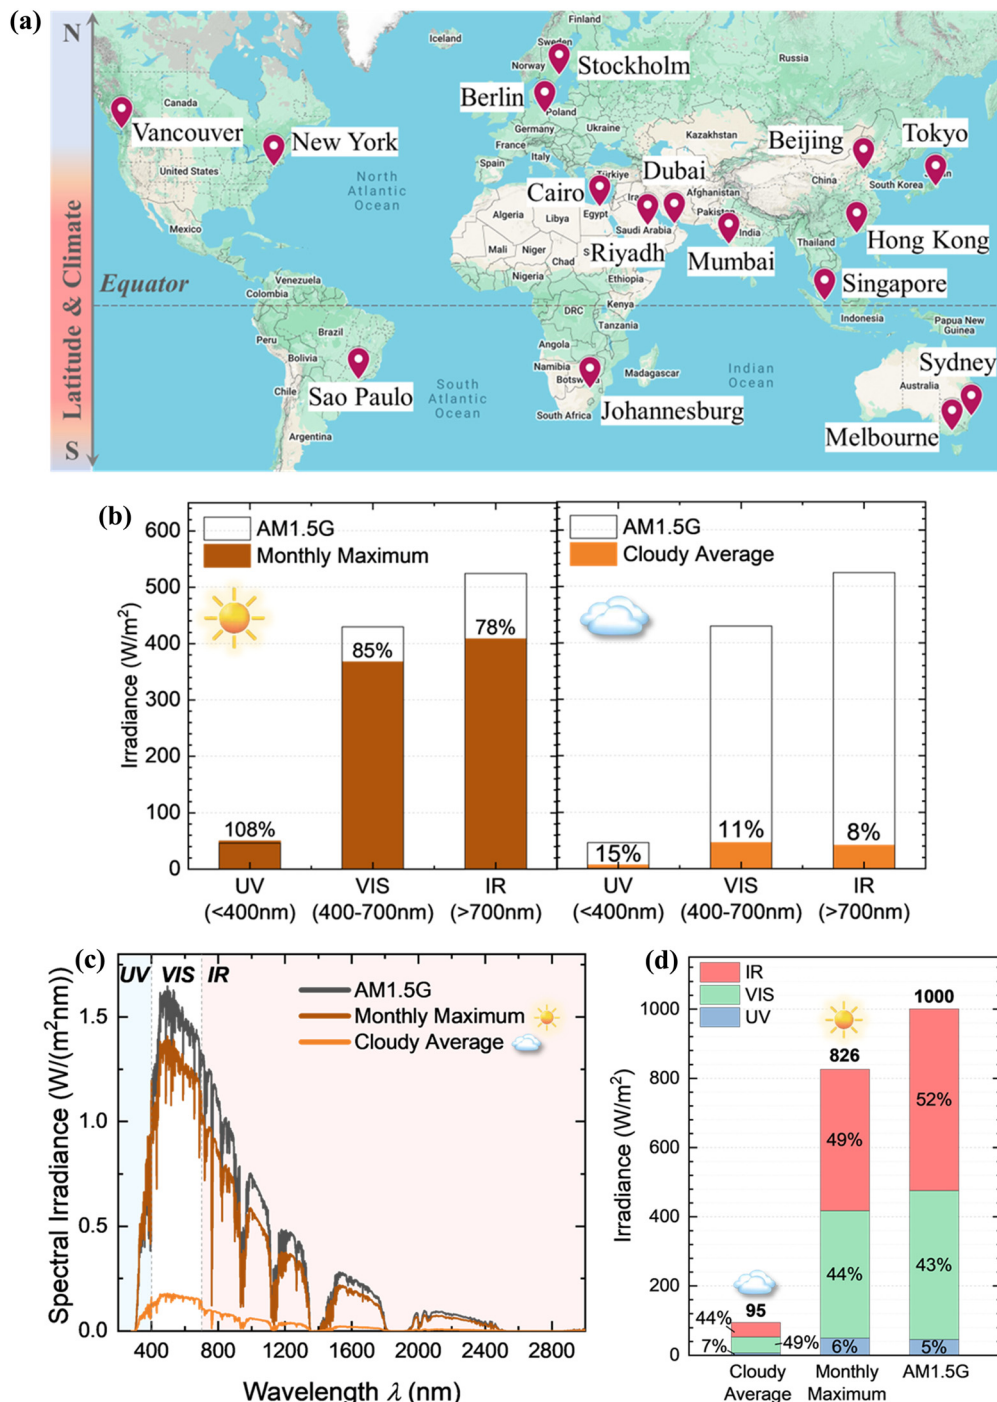 (a)
N
Latitude & Climate
S
Iceland
Finland
Sweden
Norway
Russia
Stockholm
Berlin
Poland
Canada
Vancouver
New York
Germany
Ukraine
France
Kazakhstan
Beijing
Tokyo
Italy
Spain
United States
North
Atlantic
Ocean
Türkiye
Dubai
Afghanistan
China
South Korea
Cairo
Algeria
Libya
Egypt
Pakistan
Saudi Arabia
India
Mexico
Riyadh
Mumbai
Thailand
Hong Kong
Mali
Niger
Chad
Nigeria
Ethiopia
Singapore
Equator
Venezuela
Colombia
Kenya
DRC
Indonesia
Papua New
Guinea
Tanzania
Brazil
Peru
Angola
Bolivia
Namibia
Madagascar
Indian
Ocean
Sydney
Australia
Chile
Sao Paulo
South
Atlantic
Ocean
South Africa
Johannesburg
Melbourne
Argentina
(b)
Irradiance (W/m²)
600
500
400
300
200
100
0
AM1.5G
Monthly Maximum
108%
85%
78%
UV
(<400nm)
VIS
(400-700nm)
IR
(>700nm)
AM1.5G
Cloudy Average
15%
11%
8%
UV
(<400nm)
VIS
(400-700nm)
IR
(>700nm)
(c)
Spectral Irradiance (W/(m²nm))
1.5
1.0
0.5
0.0
UV VIS IR
AM1.5G
Monthly Maximum
Cloudy Average
400 800 1200 1600 2000 2400 2800
Wavelength λ (nm)
(d)
Irradiance (W/m²)
1000
800
600
400
200
0
IR
VIS
UV
95
44%
7%
49%
826
49%
44%
6%
1000
52%
43%
5%
Cloudy
Average
Monthly
Maximum
AM1.5G